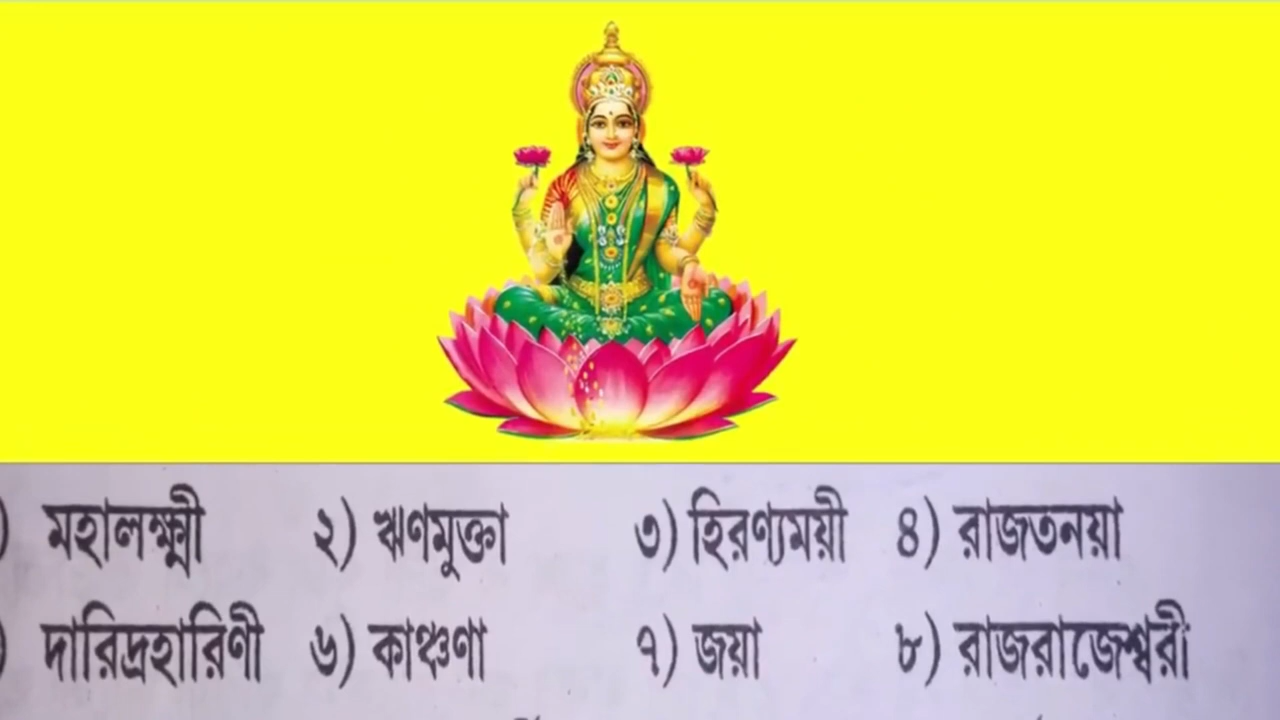 ) মহালক্ষ্মী ২) ঋণমুক্তা ৩) হিরণ্যময়ী ৪) রাজতনয়া
) দারিদ্রহারিণী ৬) কাঞ্চণা ৭) জয়া ৮) রাজরাজেশ্বরী